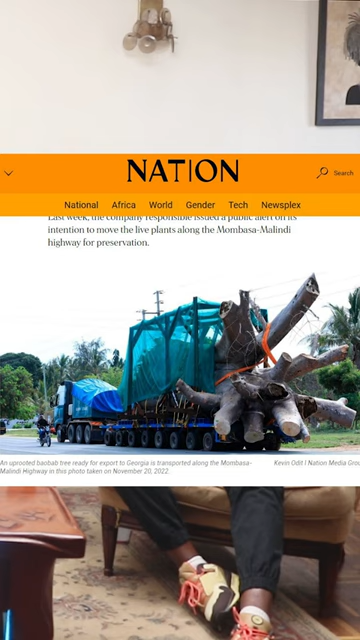 NATION
Search
National Africa World Gender Tech Newsplex
Last week, the company responsible issued a public alert on its
intention to move the live plants along the Mombasa-Malindi
highway for preservation.
An uprooted baobab tree ready for export to Georgia is transported along the Mombasa-
Malindi Highway in this photo taken on November 20, 2022.
Kevin Odit I Nation Media Gro